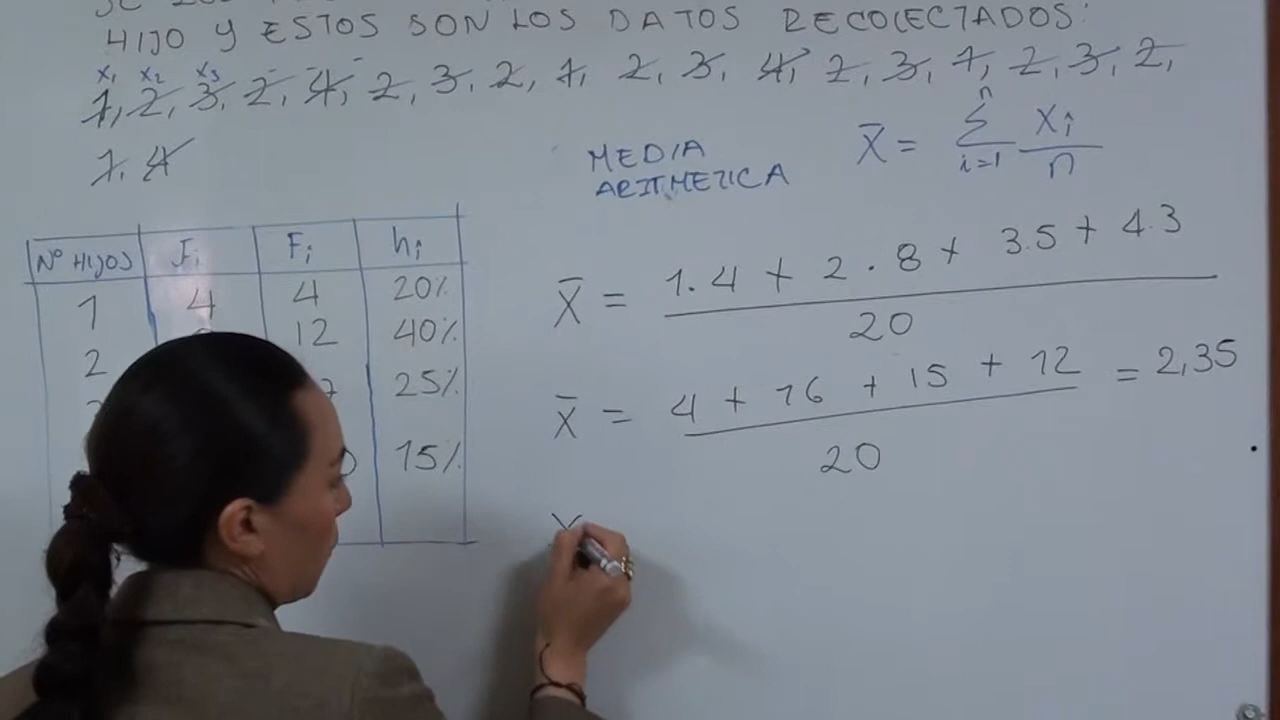 HIJO Y ESTOS SON LOS DATOS RECOLECTADOS:
x₁ x₂ x₃
1, 2, 3, 2, 4, 2, 3, 2, 1, 2, 3, 4, 2, 3, 1, 2, 3, 2,
1, 4
MEDIA
ARITMETICA
X̄ = Σ (i=1, n) Xi / n
Nº HIJOS fi Fi hi
1 4 4 20%
2 12 40%
25%
15%
X̄ = (1.4 + 2.8 + 3.5 + 4.3) / 20
X̄ = (4 + 16 + 15 + 12) / 20 = 2,35